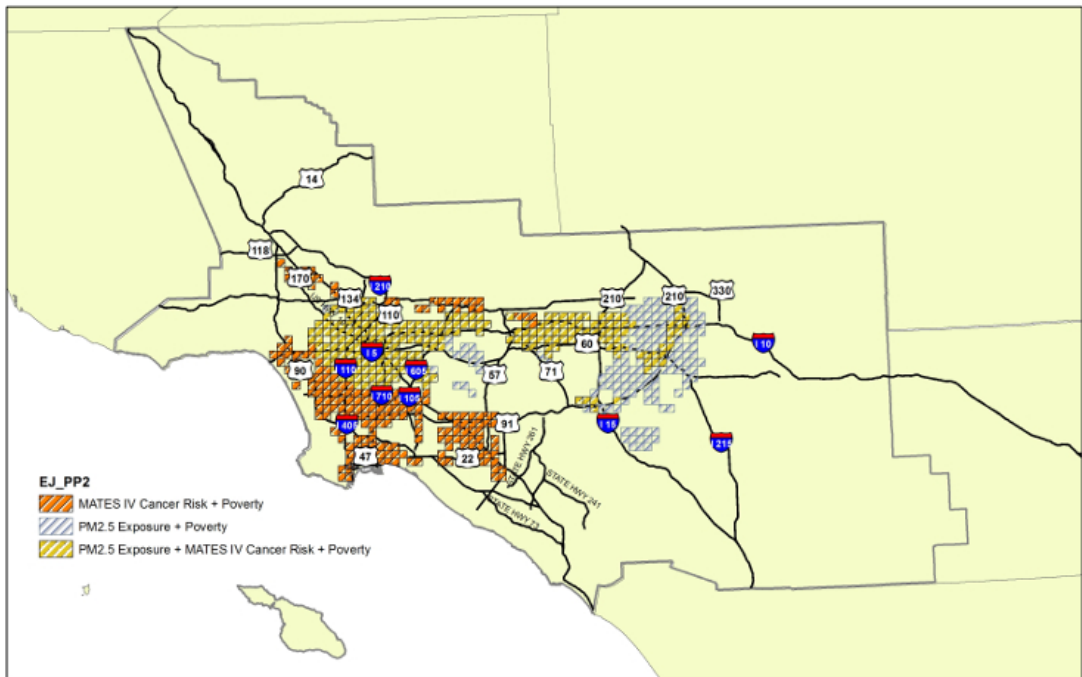 14
118
170
I 210
134
110
210
210
330
I 10
I 5
60
90
I 110
605
57
71
710
I 105
I 405
91
I 15
I 215
47
22
STATE HWY 261
STATE HWY 241
STATE HWY 73
EJ_PP2
MATES IV Cancer Risk + Poverty
PM2.5 Exposure + Poverty
PM2.5 Exposure + MATES IV Cancer Risk + Poverty